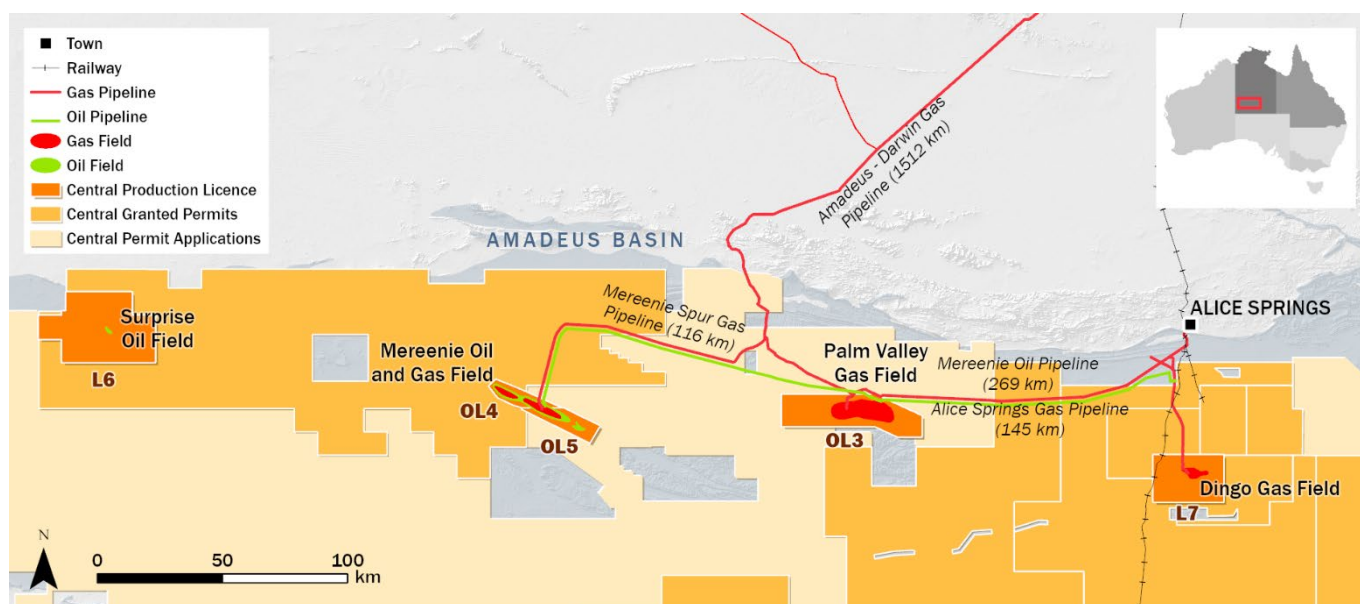 Town
Railway
Gas Pipeline
Oil Pipeline
Gas Field
Oil Field
Central Production Licence
Central Granted Permits
Central Permit Applications
AMADEUS BASIN
Amadeus - Darwin Gas
Pipeline (1512 km)
ALICE SPRINGS
Surprise
Oil Field
L6
Mereenie Spur Gas
Pipeline (116 km)
Mereenie Oil
and Gas Field
OL4
OL5
Palm Valley
Gas Field
OL3
Mereenie Oil Pipeline
(269 km)
Alice Springs Gas Pipeline
(145 km)
Dingo Gas Field
L7
N
0 50 100
km